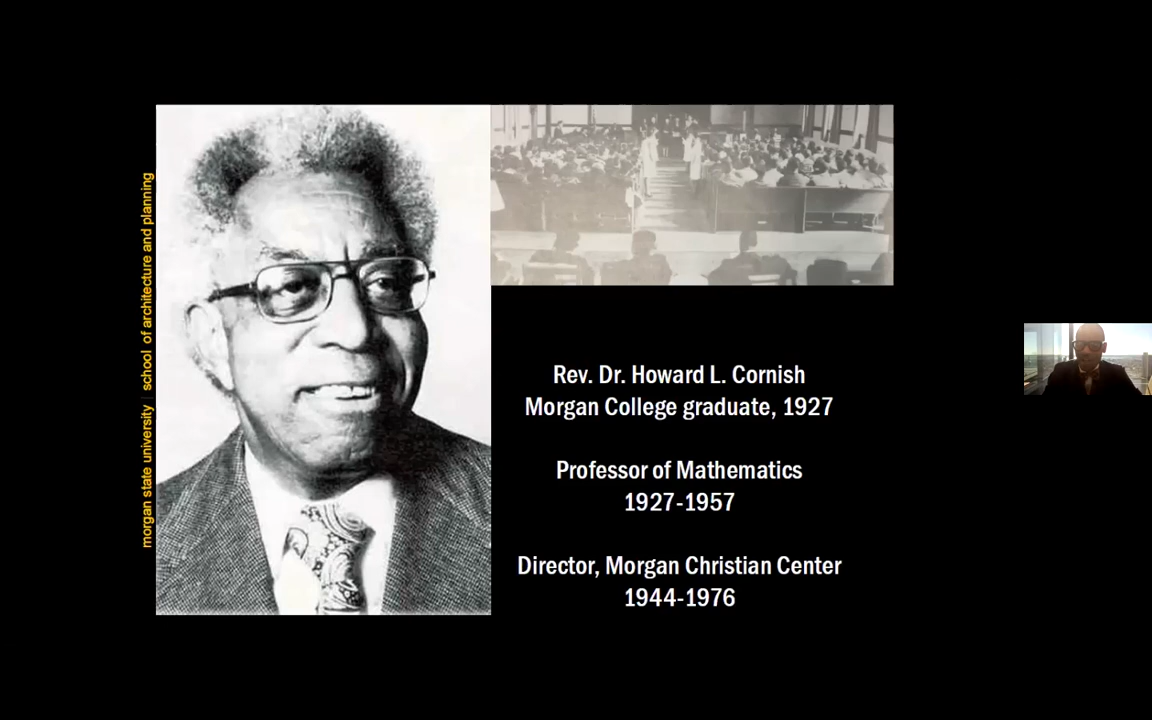 morgan state university | school of architecture and planning
Rev. Dr. Howard L. Cornish
Morgan College graduate, 1927
Professor of Mathematics
1927-1957
Director, Morgan Christian Center
1944-1976